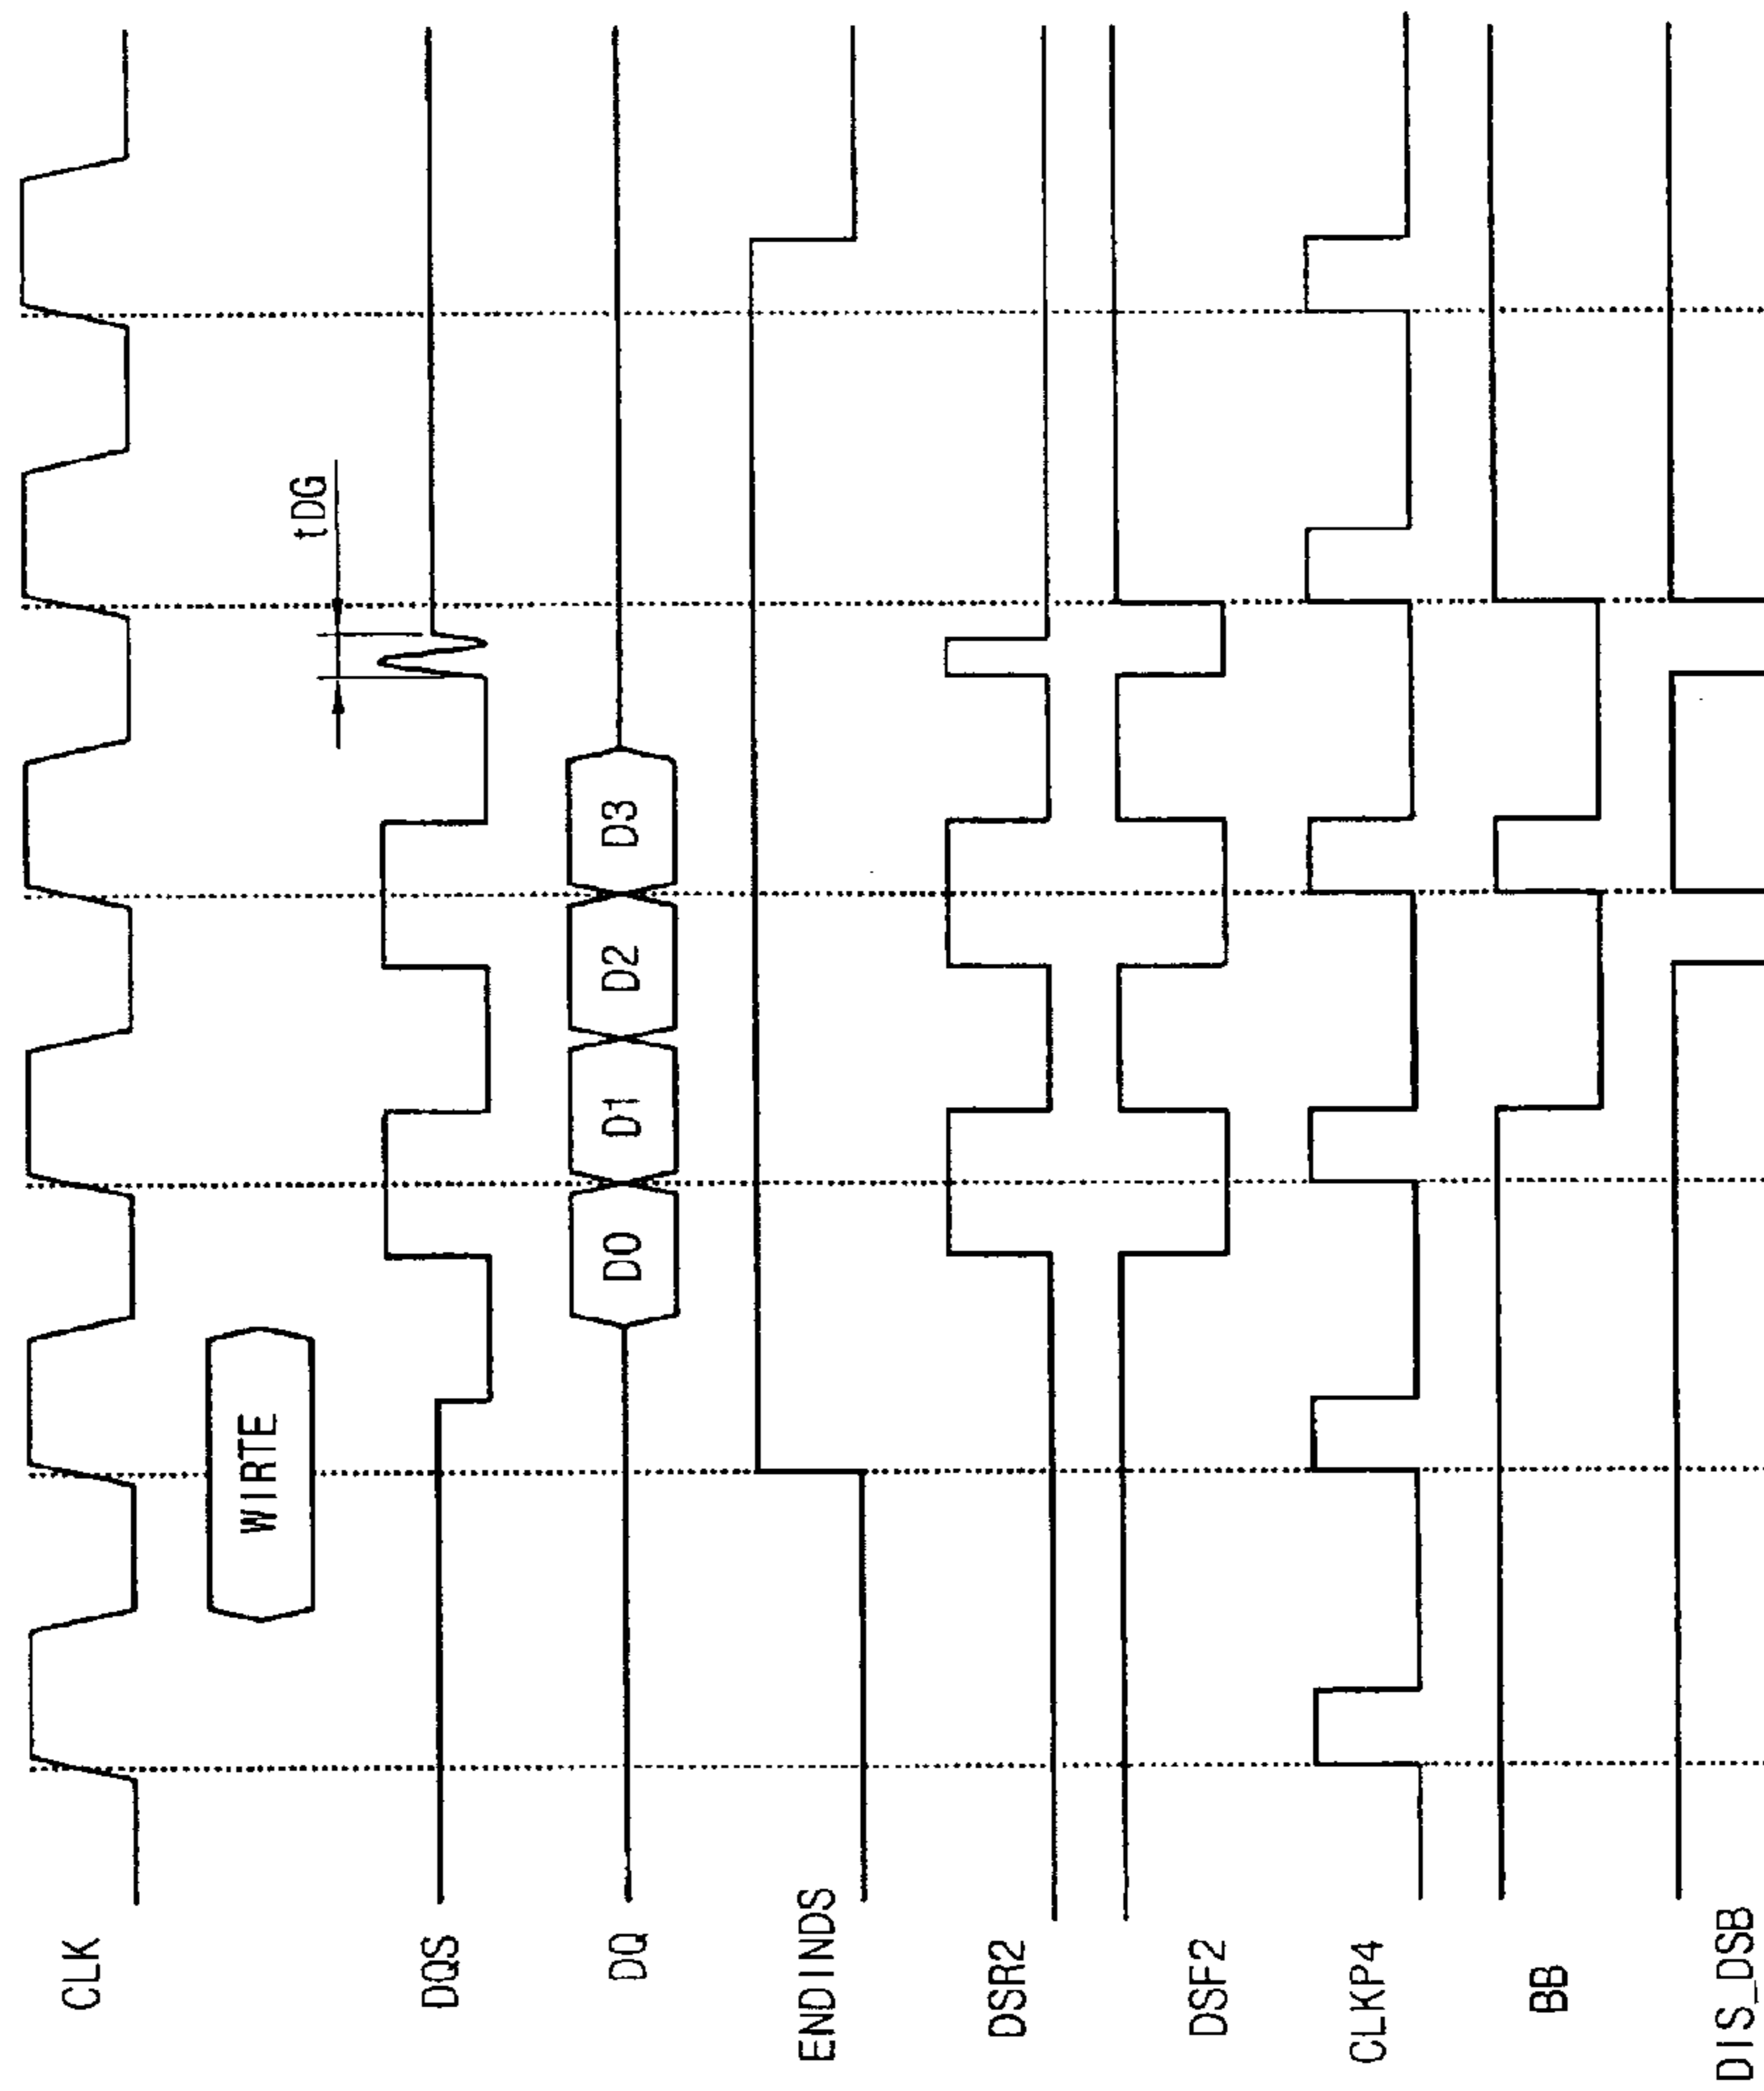 CLK
WIRTE
tDG
DQS
DQ
D0
D1
D2
D3
ENDINDS
DSR2
DSF2
CLKP4
BB
DIS_DSB